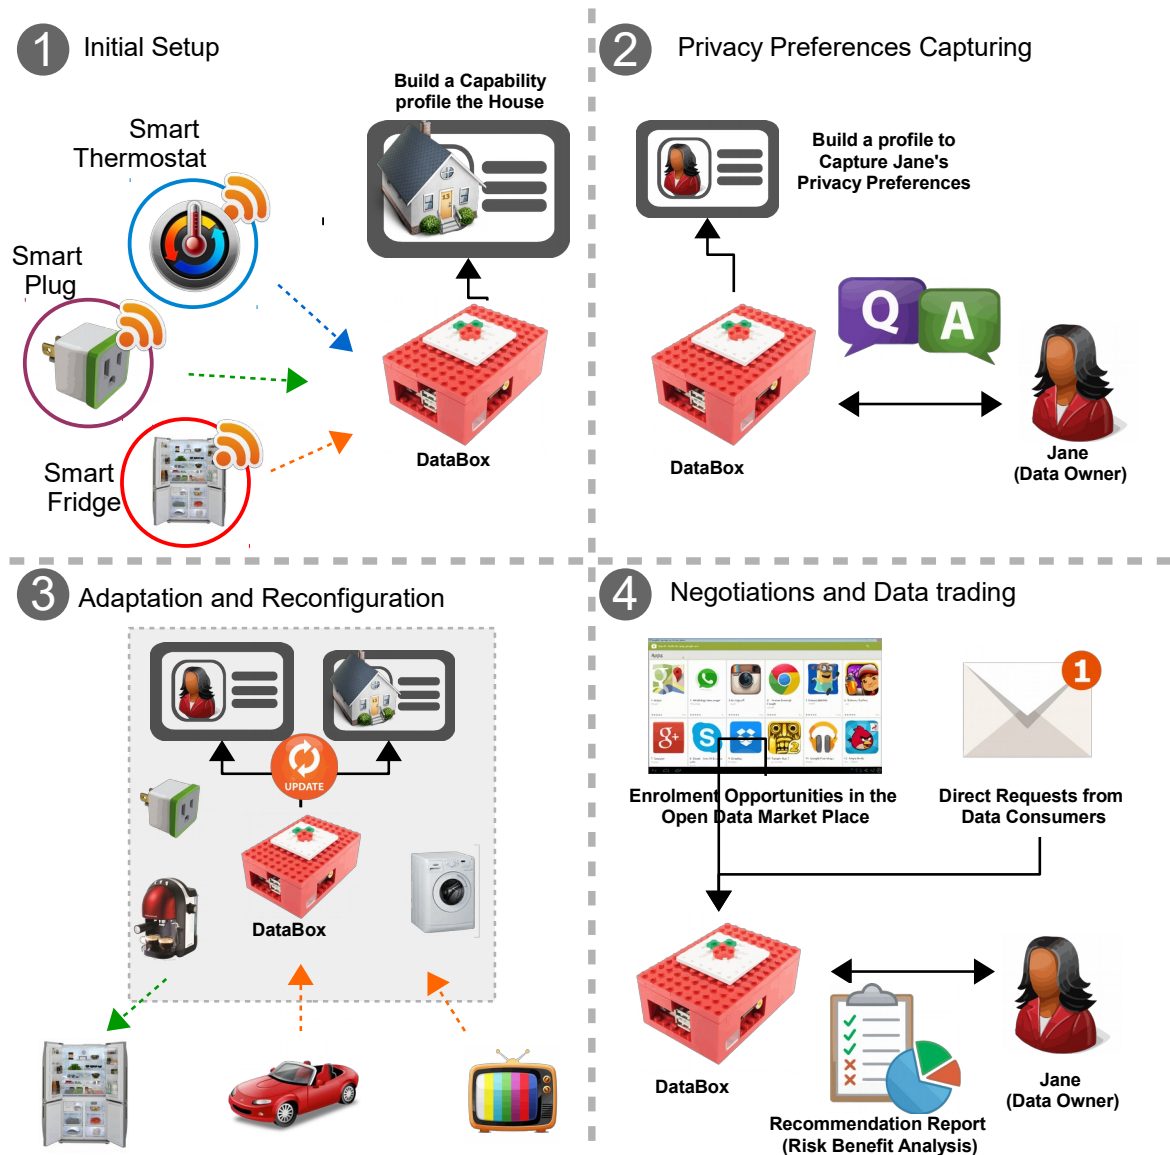 1 Initial Setup
Build a Capability
profile the House
Smart
Thermostat
13
Smart
Plug
Smart
Fridge
DataBox
2 Privacy Preferences Capturing
Build a profile to
Capture Jane's
Privacy Preferences
Q A
DataBox
Jane
(Data Owner)
3 Adaptation and Reconfiguration
UPDATE
DataBox
4 Negotiations and Data trading
Apps
1
Enrolment Opportunities in the
Open Data Market Place
Direct Requests from
Data Consumers
DataBox
Jane
(Data Owner)
Recommendation Report
(Risk Benefit Analysis)